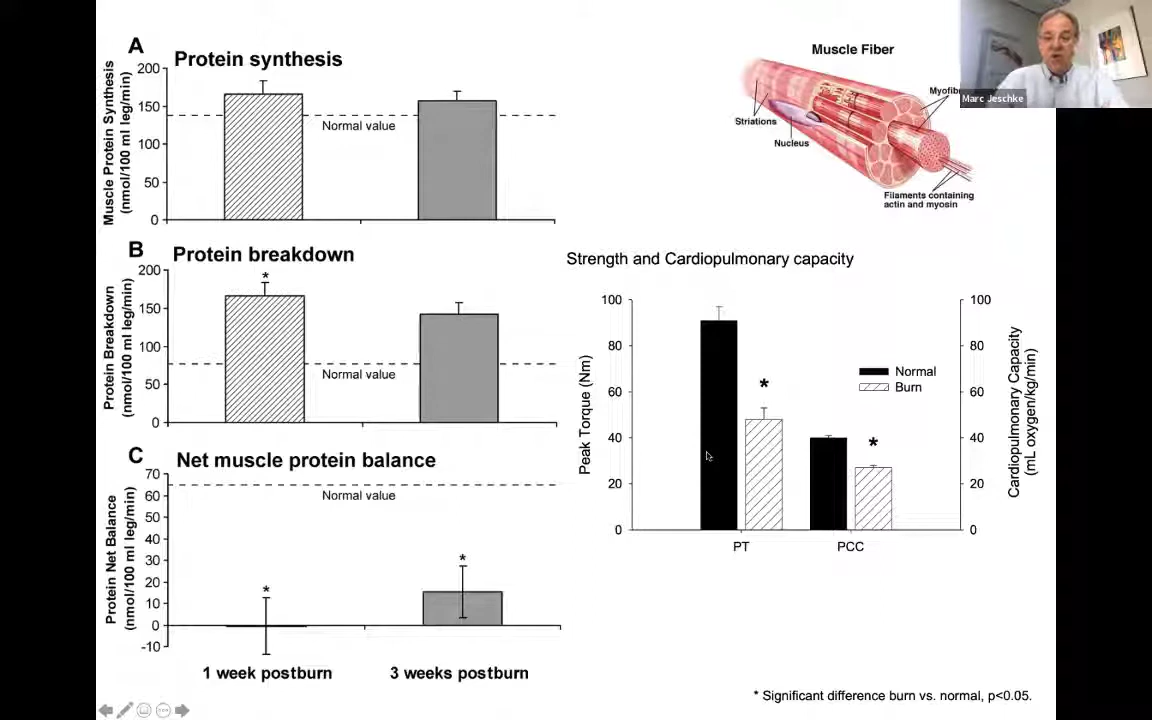 A
Protein synthesis
Muscle Protein Synthesis
(nmol/100 ml leg/min)
200
150
100
50
0
Normal value
B
Protein breakdown
Protein Breakdown
(nmol/100 ml leg/min)
200
150
100
50
0
*
Normal value
C
Net muscle protein balance
Protein Net Balance
(nmol/100 ml leg/min)
70
60
50
40
30
20
10
0
-10
Normal value
*
*
1 week postburn
3 weeks postburn
Muscle Fiber
Striations
Nucleus
Filaments containing
actin and myosin
Marc Jeschke
Strength and Cardiopulmonary capacity
Peak Torque (Nm)
100
80
60
40
20
0
*
*
Normal
Burn
PT
PCC
100
80
60
40
20
0
Cardiopulmonary Capacity
(mL oxygen/kg/min)
* Significant difference burn vs. normal, p<0.05.